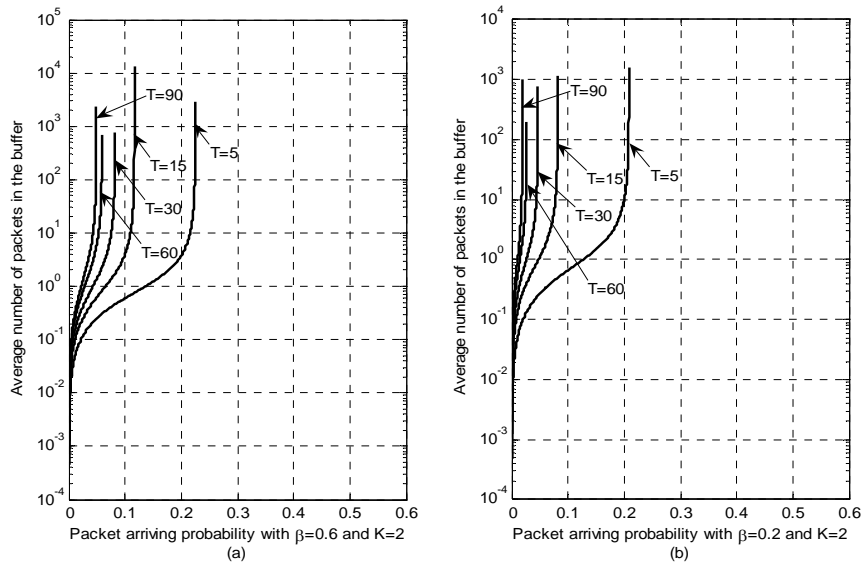 10^5
10^4
10^3
10^2
10^1
10^0
10^-1
10^-2
10^-3
10^-4
Average number of packets in the buffer
T=90
T=15
T=5
T=30
T=60
0 0.1 0.2 0.3 0.4 0.5 0.6
Packet arriving probability with β=0.6 and K=2
(a)
10^4
10^3
10^2
10^1
10^0
10^-1
10^-2
10^-3
10^-4
Average number of packets in the buffer
T=90
T=15
T=5
T=30
T=60
0 0.1 0.2 0.3 0.4 0.5 0.6
Packet arriving probability with β=0.2 and K=2
(b)